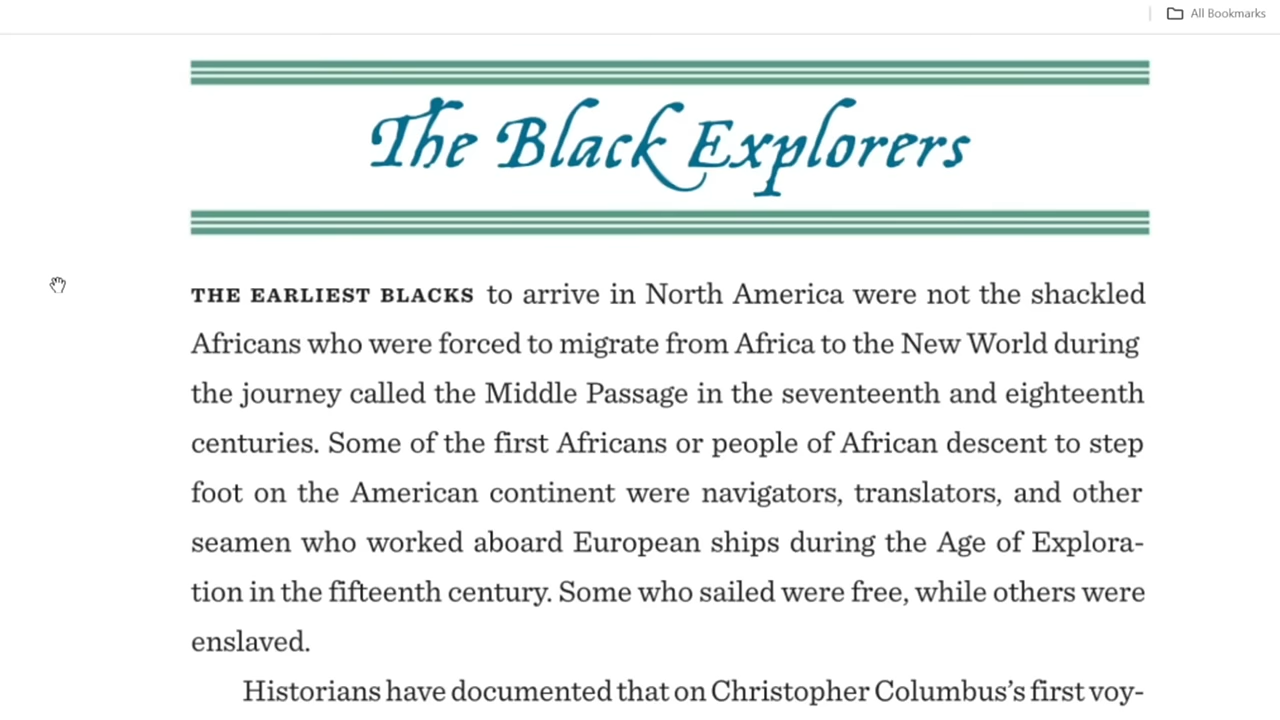 All Bookmarks
The Black Explorers
THE EARLIEST BLACKS to arrive in North America were not the shackled
Africans who were forced to migrate from Africa to the New World during
the journey called the Middle Passage in the seventeenth and eighteenth
centuries. Some of the first Africans or people of African descent to step
foot on the American continent were navigators, translators, and other
seamen who worked aboard European ships during the Age of Explora-
tion in the fifteenth century. Some who sailed were free, while others were
enslaved.
Historians have documented that on Christopher Columbus’s first voy-